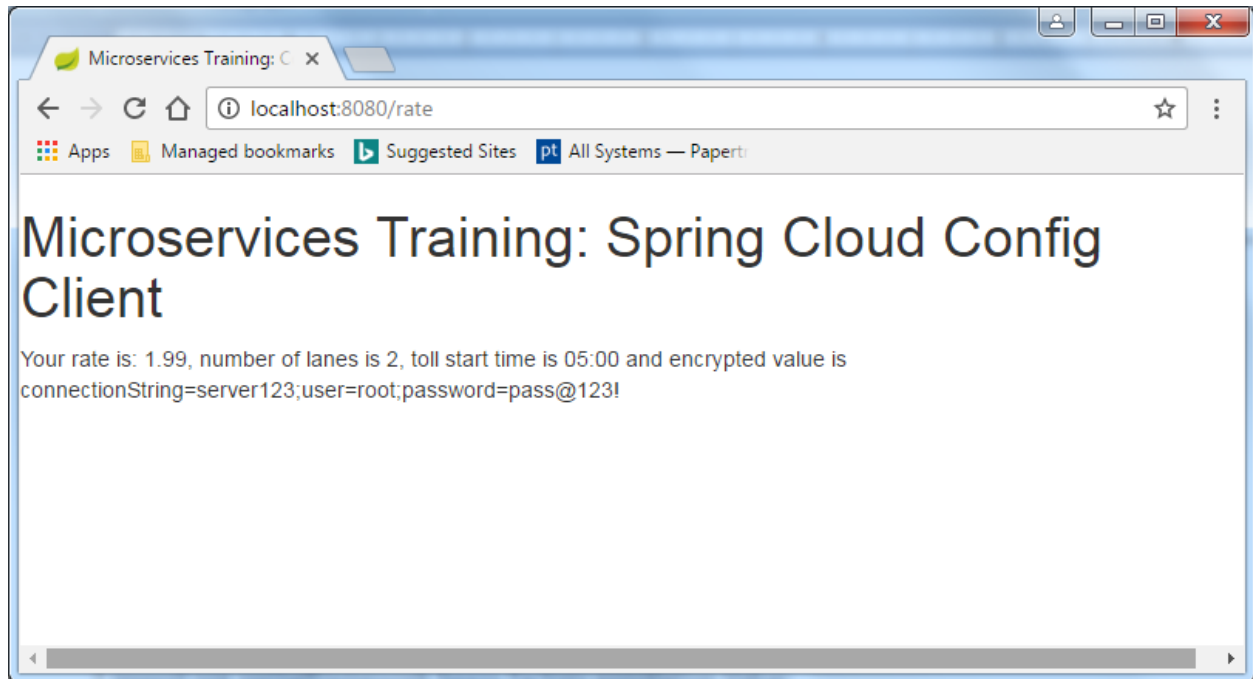 Microservices Training: C
localhost:8080/rate
Apps Managed bookmarks Suggested Sites pt All Systems — Papertr
Microservices Training: Spring Cloud Config
Client
Your rate is: 1.99, number of lanes is 2, toll start time is 05:00 and encrypted value is
connectionString=server123;user=root;password=pass@123!